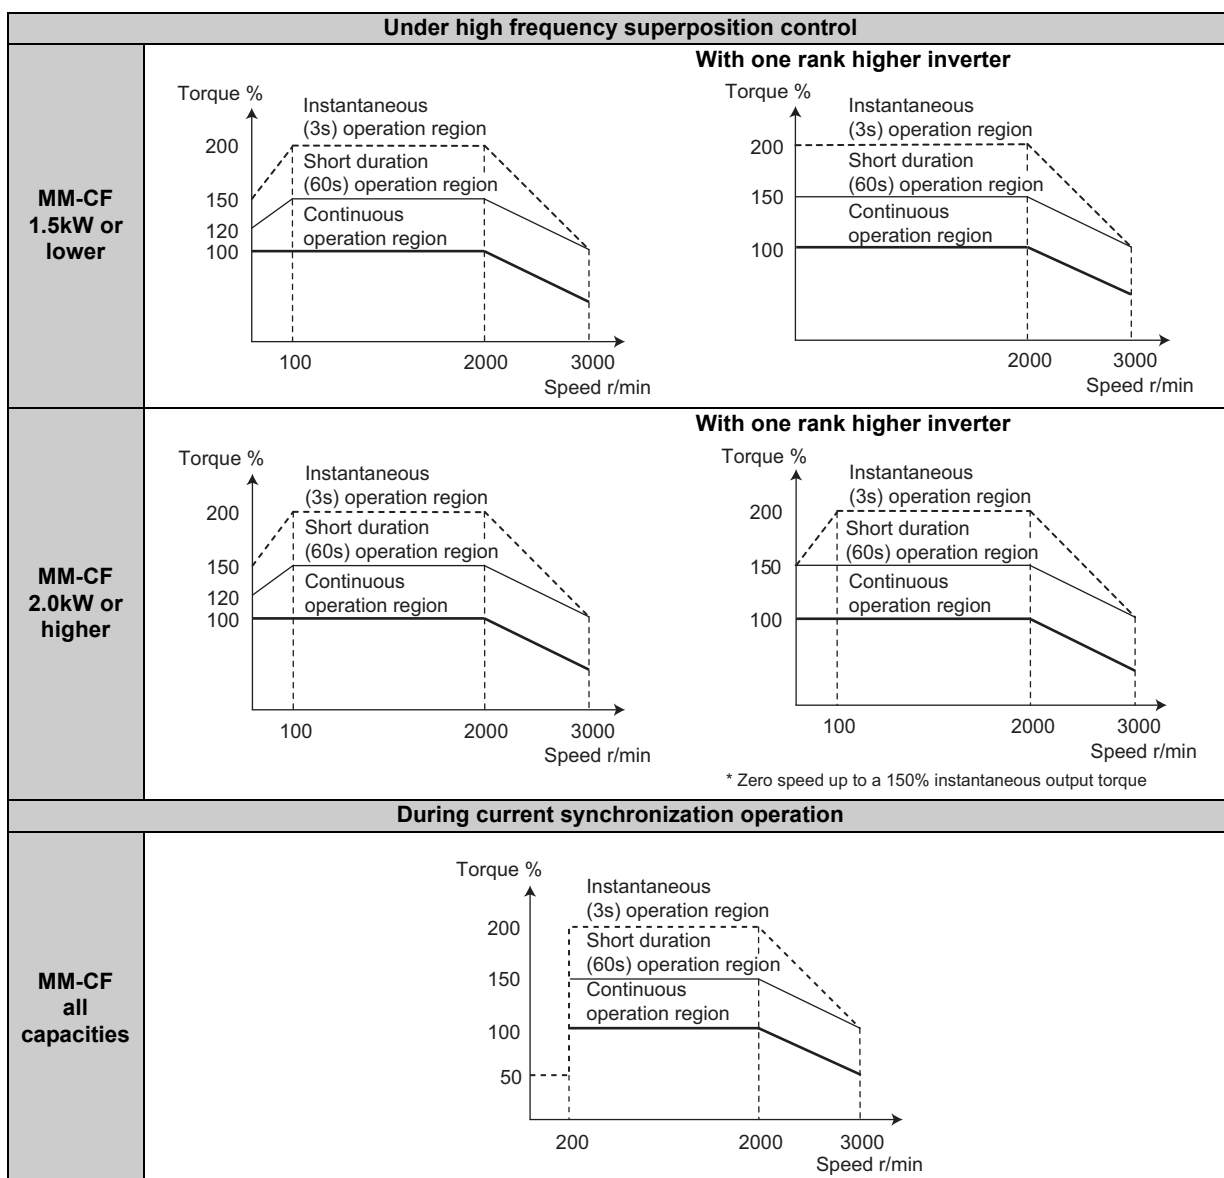 Under high frequency superposition control
MM-CF
1.5kW or
lower
Torque %
Instantaneous
(3s) operation region
200
Short duration
(60s) operation region
150
120
Continuous
operation region
100
100
2000
3000
Speed r/min
With one rank higher inverter
Torque %
Instantaneous
(3s) operation region
200
Short duration
(60s) operation region
150
Continuous
operation region
100
2000
3000
Speed r/min
MM-CF
2.0kW or
higher
Torque %
Instantaneous
(3s) operation region
200
Short duration
(60s) operation region
150
Continuous
120
operation region
100
100
2000
3000
Speed r/min
With one rank higher inverter
Torque %
Instantaneous
(3s) operation region
200
Short duration
(60s) operation region
150
Continuous
operation region
100
100
2000
3000
Speed r/min
* Zero speed up to a 150% instantaneous output torque
During current synchronization operation
MM-CF
all
capacities
Torque %
Instantaneous
(3s) operation region
200
Short duration
(60s) operation region
150
Continuous
operation region
100
50
200
2000
3000
Speed r/min